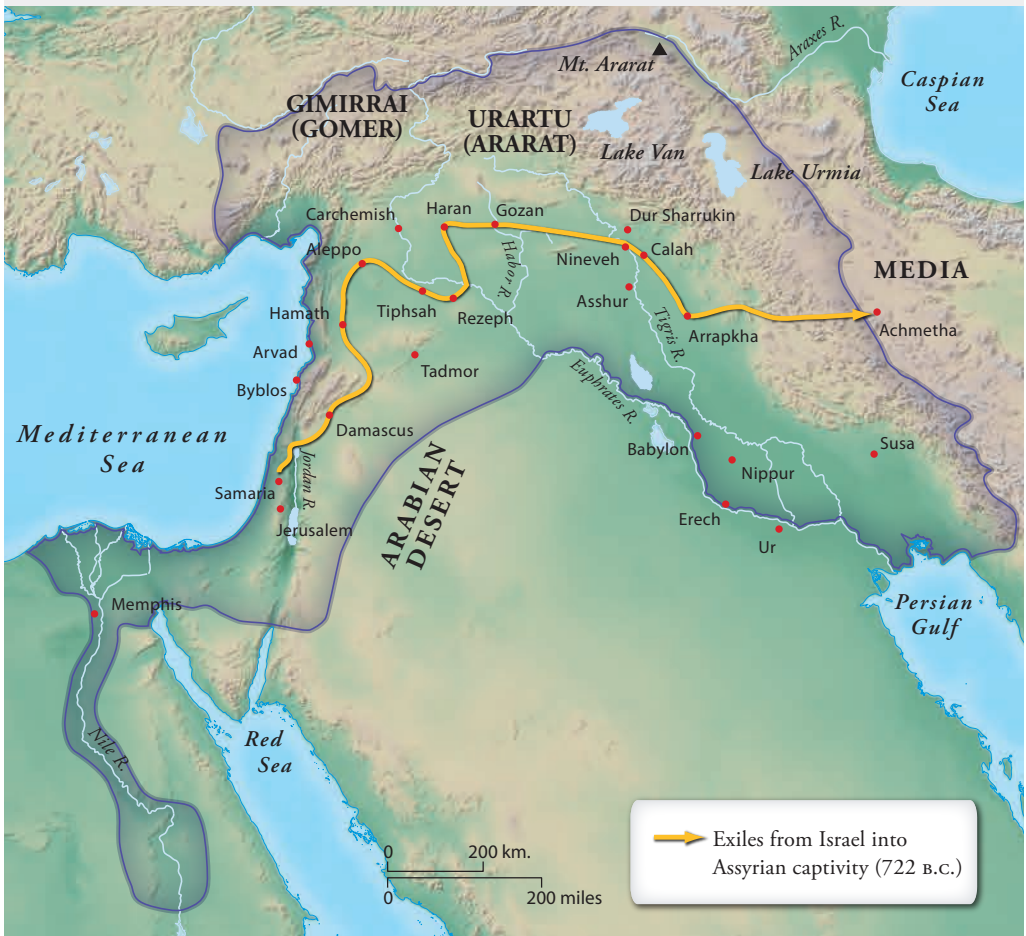 Araxes R.
Mt. Ararat
Caspian
Sea
GIMIRRAI
(GOMER)
URARTU
(ARARAT)
Lake Van
Lake Urmia
Carchemish
Haran
Gozan
Dur Sharrukin
Aleppo
Nineveh
Calah
MEDIA
Habor R.
Tiphsah
Rezeph
Asshur
Hamath
Tigris R.
Arrapkha
Achmetha
Arvad
Tadmor
Byblos
Euphrates R.
Mediterranean
Sea
Damascus
Babylon
Susa
Nippur
Jordan R.
Samaria
ARABIAN
DESERT
Erech
Jerusalem
Ur
Memphis
Persian
Gulf
Nile R.
Red
Sea
Exiles from Israel into
Assyrian captivity (722 B.C.)
0 200 km.
0 200 miles